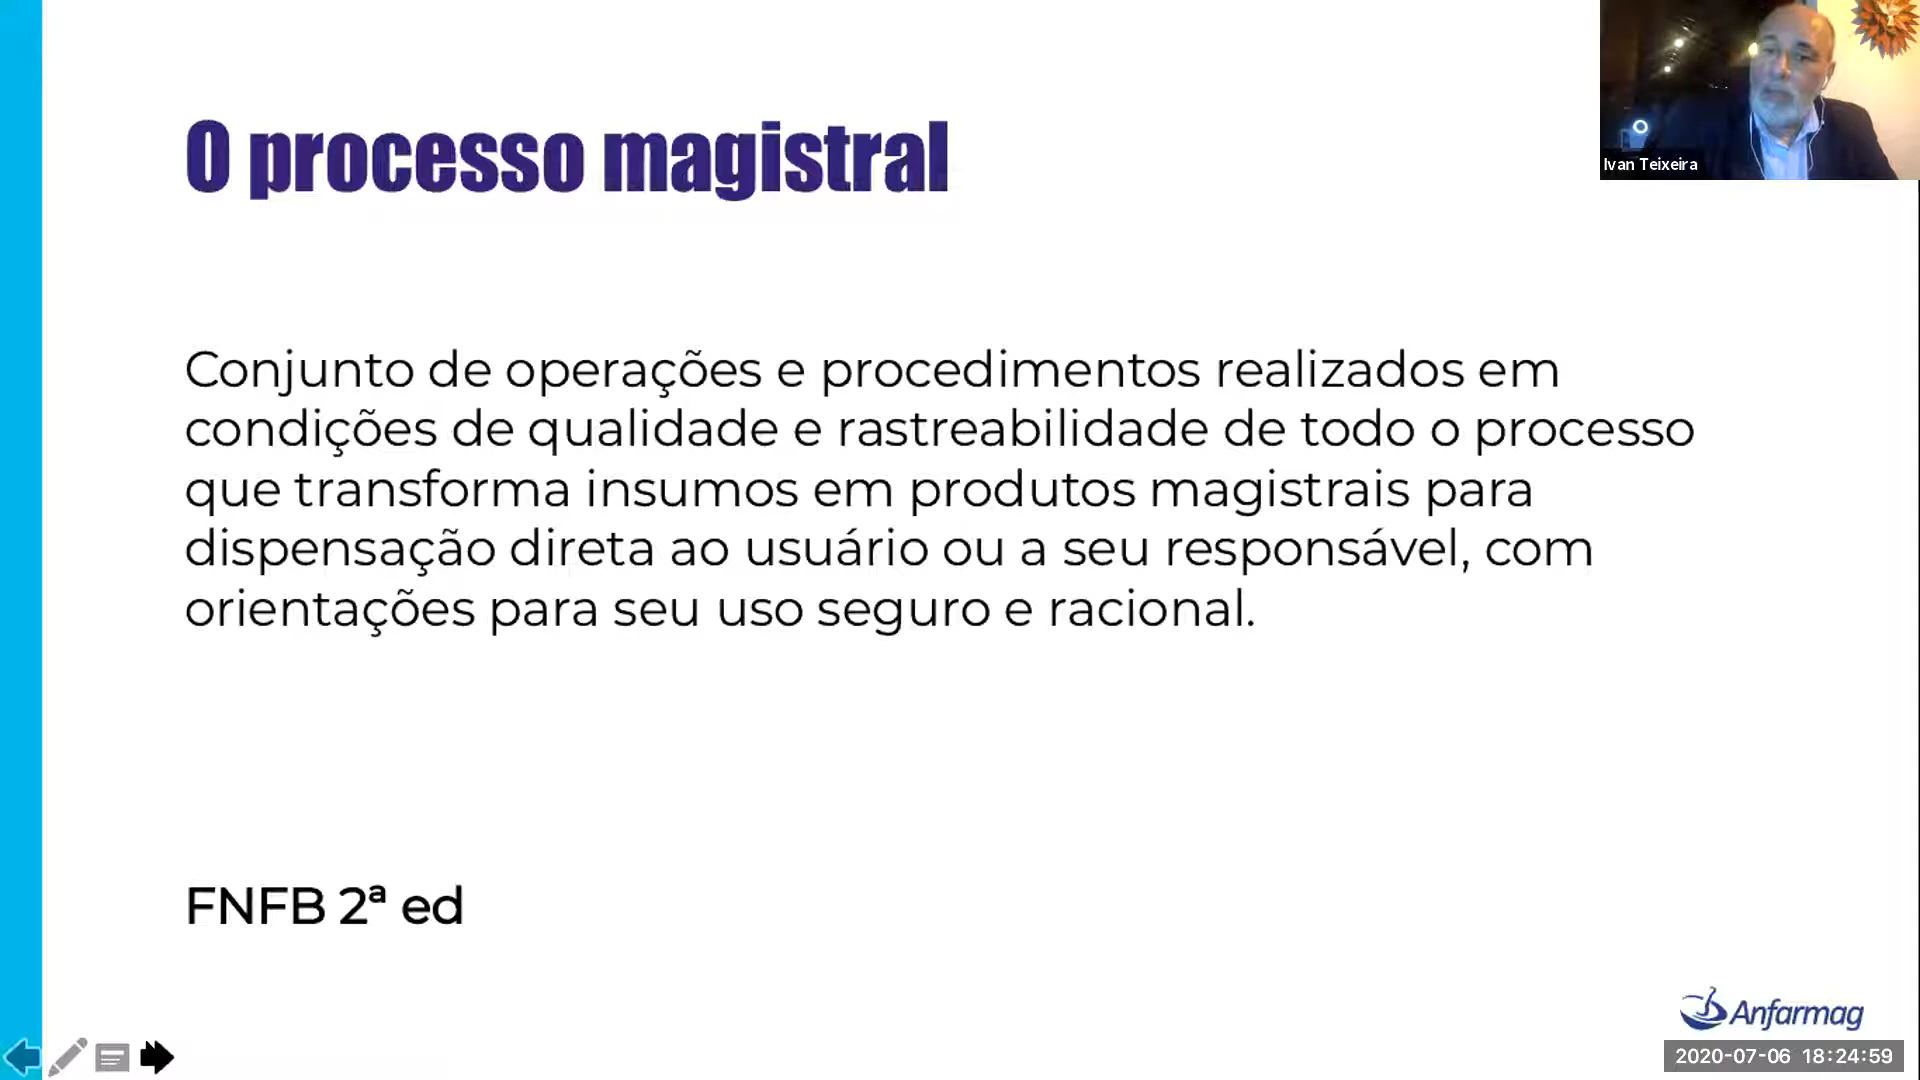 O processo magistral
Ivan Teixeira
Conjunto de operações e procedimentos realizados em
condições de qualidade e rastreabilidade de todo o processo
que transforma insumos em produtos magistrais para
dispensação direta ao usuário ou a seu responsável, com
orientações para seu uso seguro e racional.
FNFB 2ª ed
Anfarmag
2020-07-06 18:24:59